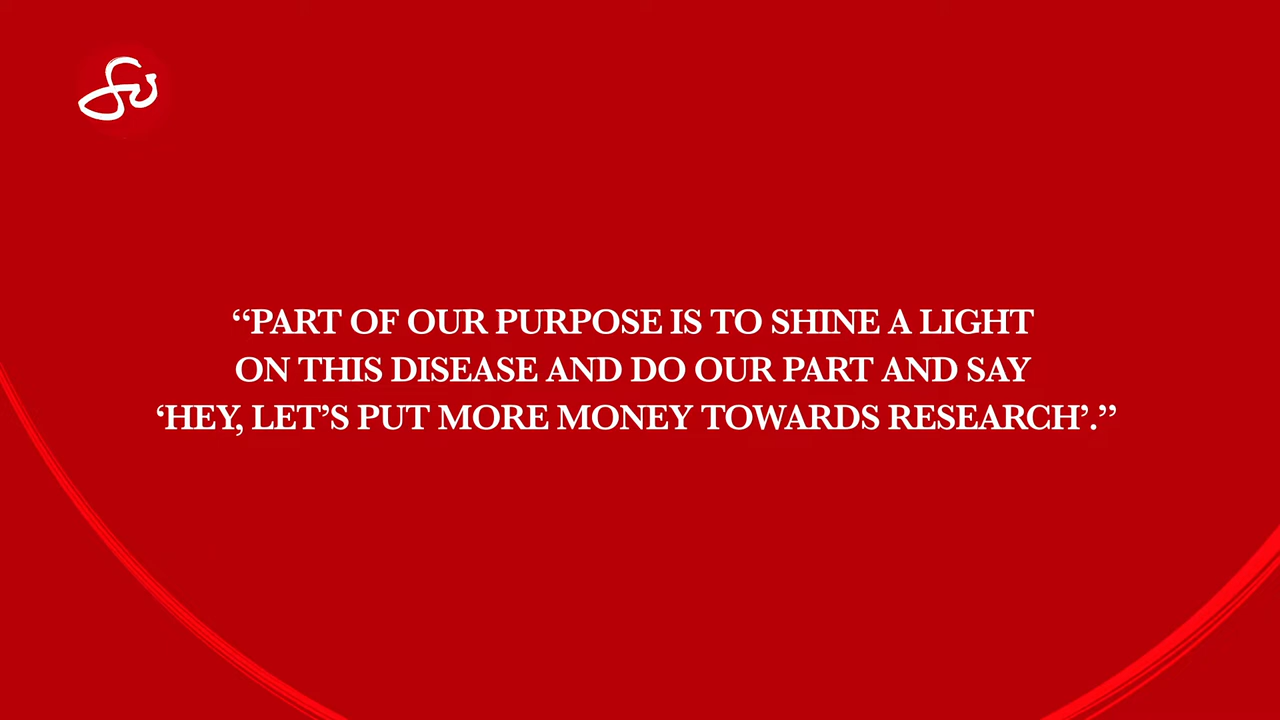 “PART OF OUR PURPOSE IS TO SHINE A LIGHT
ON THIS DISEASE AND DO OUR PART AND SAY
‘HEY, LET’S PUT MORE MONEY TOWARDS RESEARCH’.”